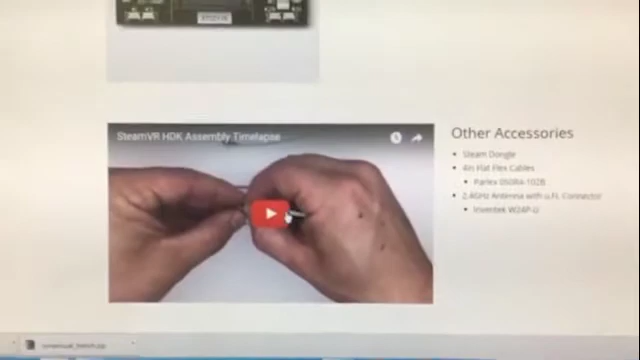 SteamVR HDK Assembly Timelapse
Other Accessories
Steam Dongle
4in Flat Flex Cables
Parlex 050R4-102B
2.4GHz Antenna with u.FL Connector
Inventek W24P-U